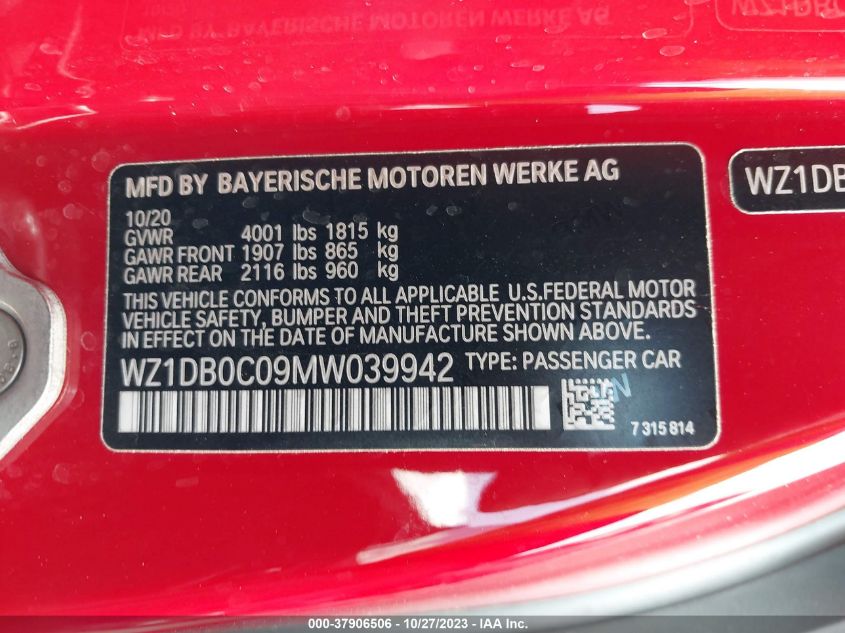 MFD BY BAYERISCHE MOTOREN WERKE AG
WZ1DB
10/20
GVWR 4001 lbs 1815 kg
GAWR FRONT 1907 lbs 865 kg
GAWR REAR 2116 lbs 960 kg
THIS VEHICLE CONFORMS TO ALL APPLICABLE U.S.FEDERAL MOTOR
VEHICLE SAFETY, BUMPER AND THEFT PREVENTION STANDARDS
IN EFFECT ON THE DATE OF MANUFACTURE SHOWN ABOVE.
WZ1DB0C09MW039942 TYPE: PASSENGER CAR
7315814
000-37906506 - 10/27/2023 - IAA Inc.